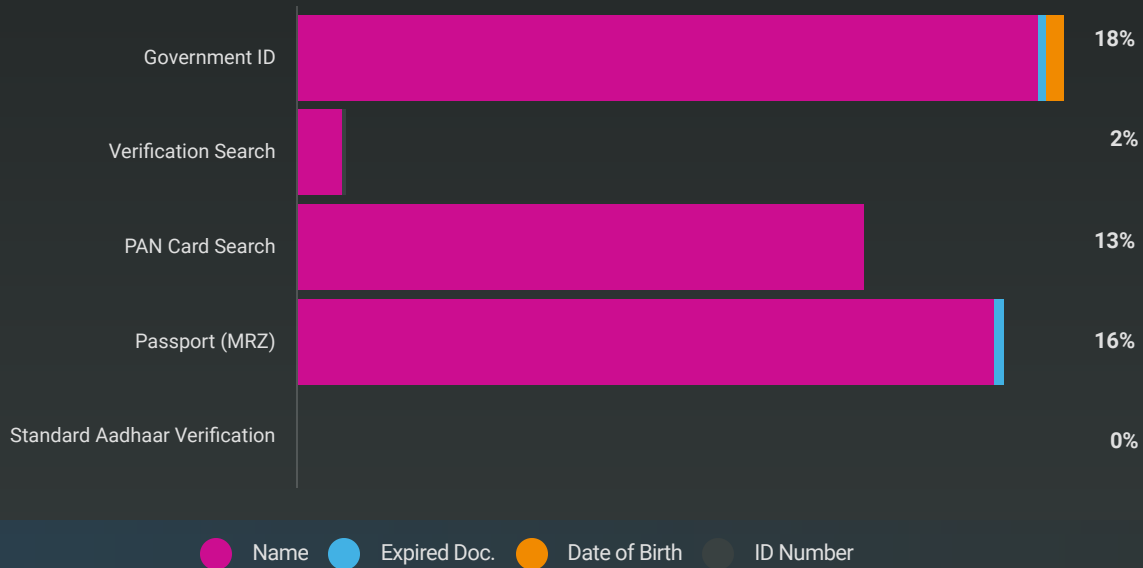 Government ID 18%
Verification Search 2%
PAN Card Search 13%
Passport (MRZ) 16%
Standard Aadhaar Verification 0%
Name Expired Doc. Date of Birth ID Number